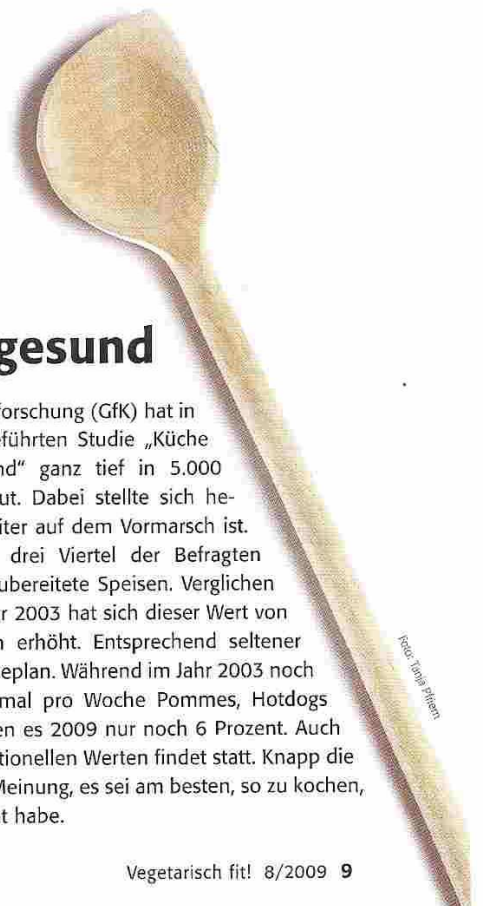 gesund
forschung (GfK) hat in
eführten Studie „Küche
nd“ ganz tief in 5.000
ut. Dabei stellte sich he-
iter auf dem Vormarsch ist.
drei Viertel der Befragten
ubereitete Speisen. Verglichen
r 2003 hat sich dieser Wert von
n erhöht. Entsprechend seltener
eplan. Während im Jahr 2003 noch
mal pro Woche Pommes, Hotdogs
en es 2009 nur noch 6 Prozent. Auch
tionellen Werten findet statt. Knapp die
Meinung, es sei am besten, so zu kochen,
t habe.
Foto: Tanja Pfriem
Vegetarisch fit! 8/2009 9